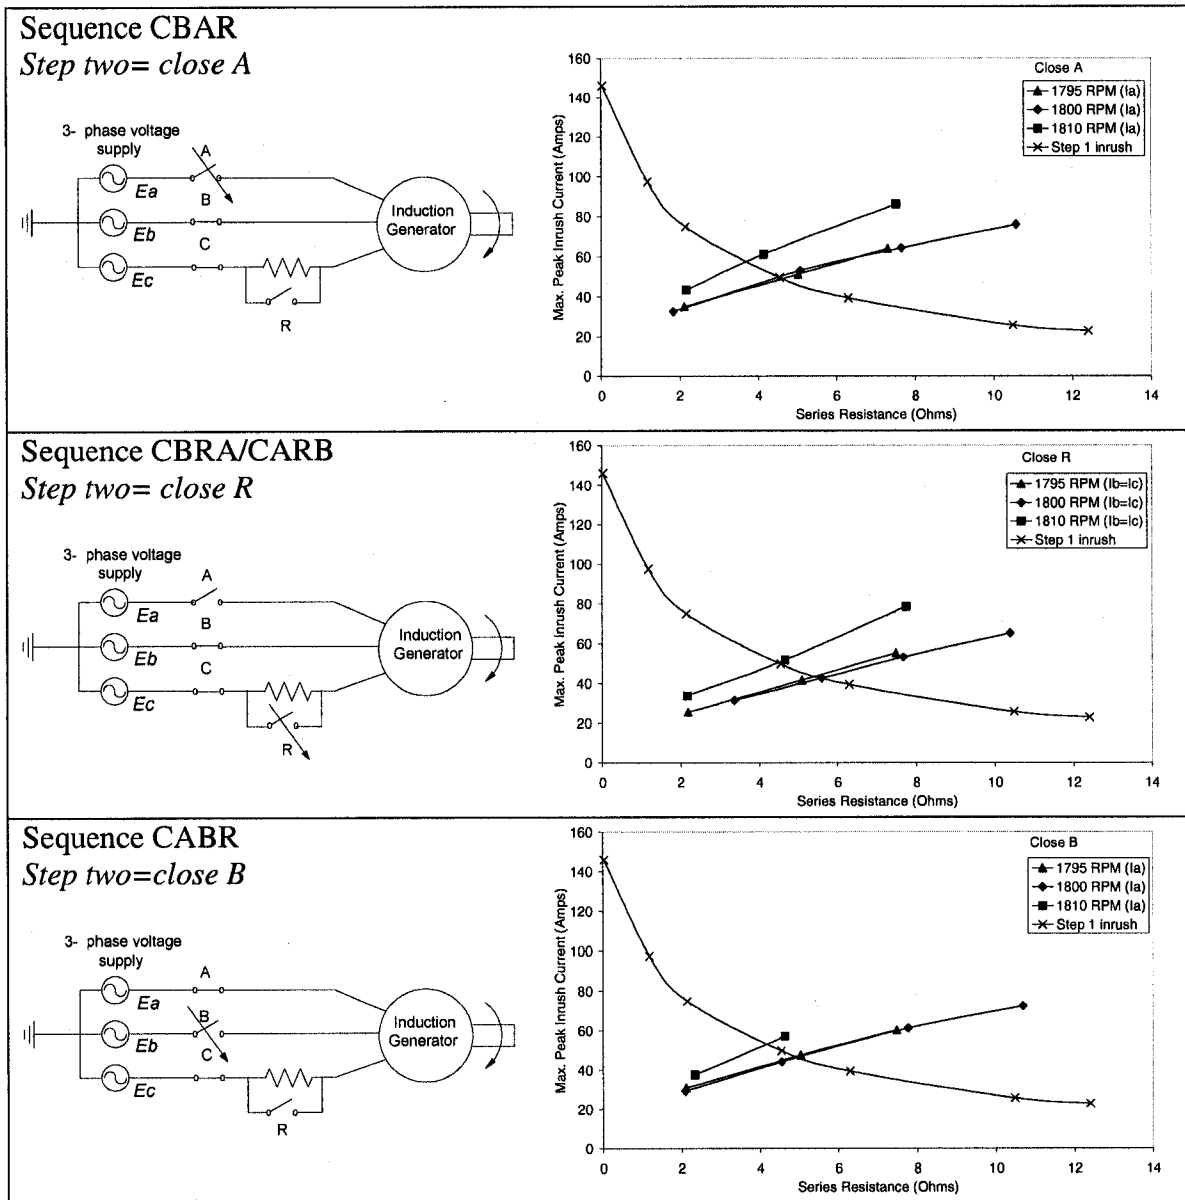 Sequence CBAR
Step two= close A
3- phase voltage
supply
A
Ea
B
Eb
C
Ec
R
Induction
Generator
Close A
1795 RPM (Ia)
1800 RPM (Ia)
1810 RPM (Ia)
Step 1 inrush
Max. Peak Inrush Current (Amps)
160
140
120
100
80
60
40
20
0
0 2 4 6 8 10 12 14
Series Resistance (Ohms)
Sequence CBRA/CARB
Step two= close R
3- phase voltage
supply
A
Ea
B
Eb
C
Ec
R
Induction
Generator
Close R
1795 RPM (Ib=Ic)
1800 RPM (Ib=Ic)
1810 RPM (Ib=Ic)
Step 1 inrush
Max. Peak Inrush Current (Amps)
160
140
120
100
80
60
40
20
0
0 2 4 6 8 10 12 14
Series Resistance (Ohms)
Sequence CABR
Step two=close B
3- phase voltage
supply
A
Ea
B
Eb
C
Ec
R
Induction
Generator
Close B
1795 RPM (Ia)
1800 RPM (Ia)
1810 RPM (Ia)
Step 1 inrush
Max. Peak Inrush Current (Amps)
160
140
120
100
80
60
40
20
0
0 2 4 6 8 10 12 14
Series Resistance (Ohms)